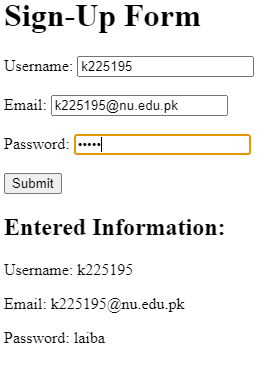 Sign-Up Form
Username: k225195
Email: k225195@nu.edu.pk
Password: •••••
Submit
Entered Information:
Username: k225195
Email: k225195@nu.edu.pk
Password: laiba